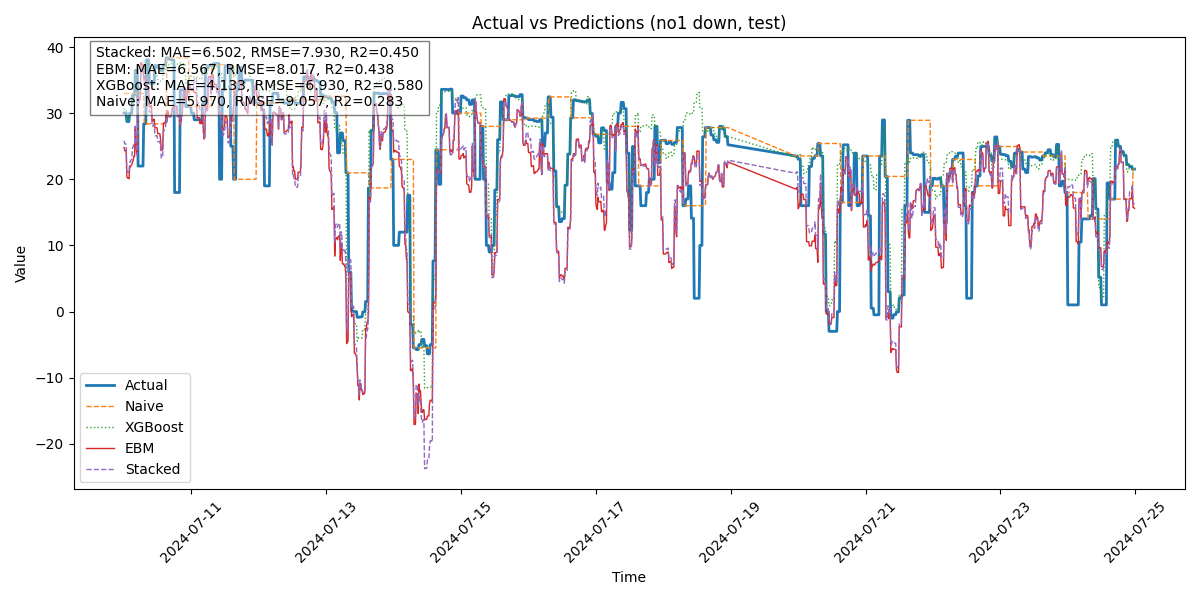 Actual vs Predictions (no1 down, test)
Stacked: MAE=6.502, RMSE=7.930, R2=0.450
EBM: MAE=6.567, RMSE=8.017, R2=0.438
XGBoost: MAE=4.133, RMSE=6.930, R2=0.580
Naive: MAE=5.970, RMSE=9.057, R2=0.283
40
30
20
10
0
−10
−20
Value
Actual
Naive
XGBoost
EBM
Stacked
2024-07-11
2024-07-13
2024-07-15
2024-07-17
2024-07-19
2024-07-21
2024-07-23
2024-07-25
Time